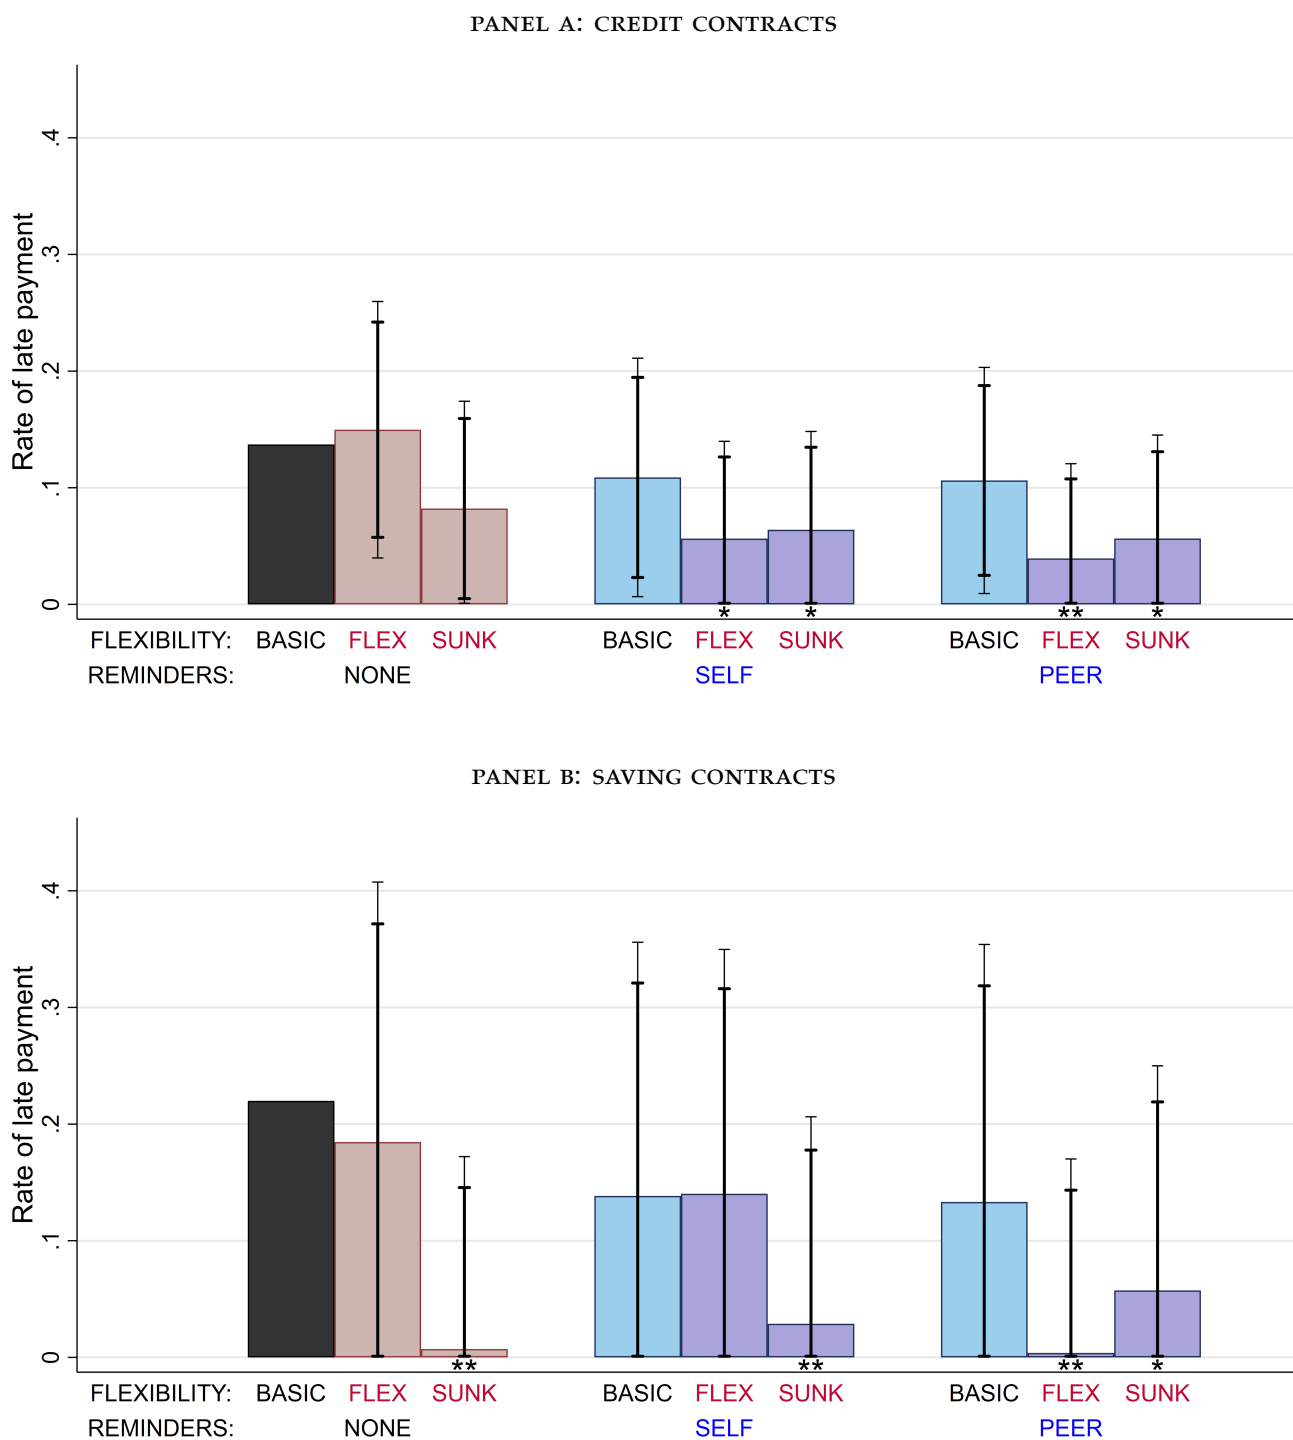 PANEL A: CREDIT CONTRACTS
Rate of late payment
.4
.3
.2
.1
0
* * ** *
FLEXIBILITY: BASIC FLEX SUNK BASIC FLEX SUNK BASIC FLEX SUNK
REMINDERS: NONE SELF PEER
PANEL B: SAVING CONTRACTS
Rate of late payment
.4
.3
.2
.1
0
** ** ** *
FLEXIBILITY: BASIC FLEX SUNK BASIC FLEX SUNK BASIC FLEX SUNK
REMINDERS: NONE SELF PEER